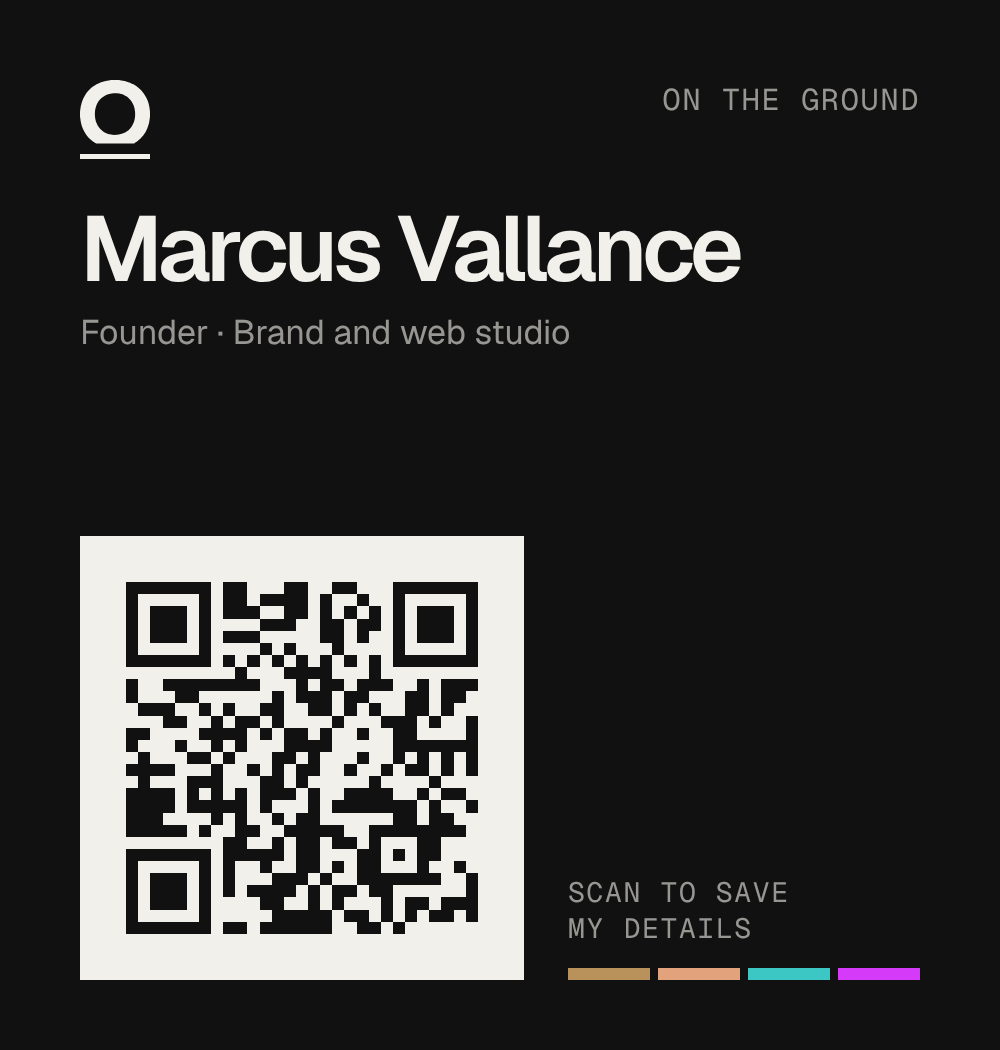 ON THE GROUND
Marcus Vallance
Founder · Brand and web studio
SCAN TO SAVE
MY DETAILS